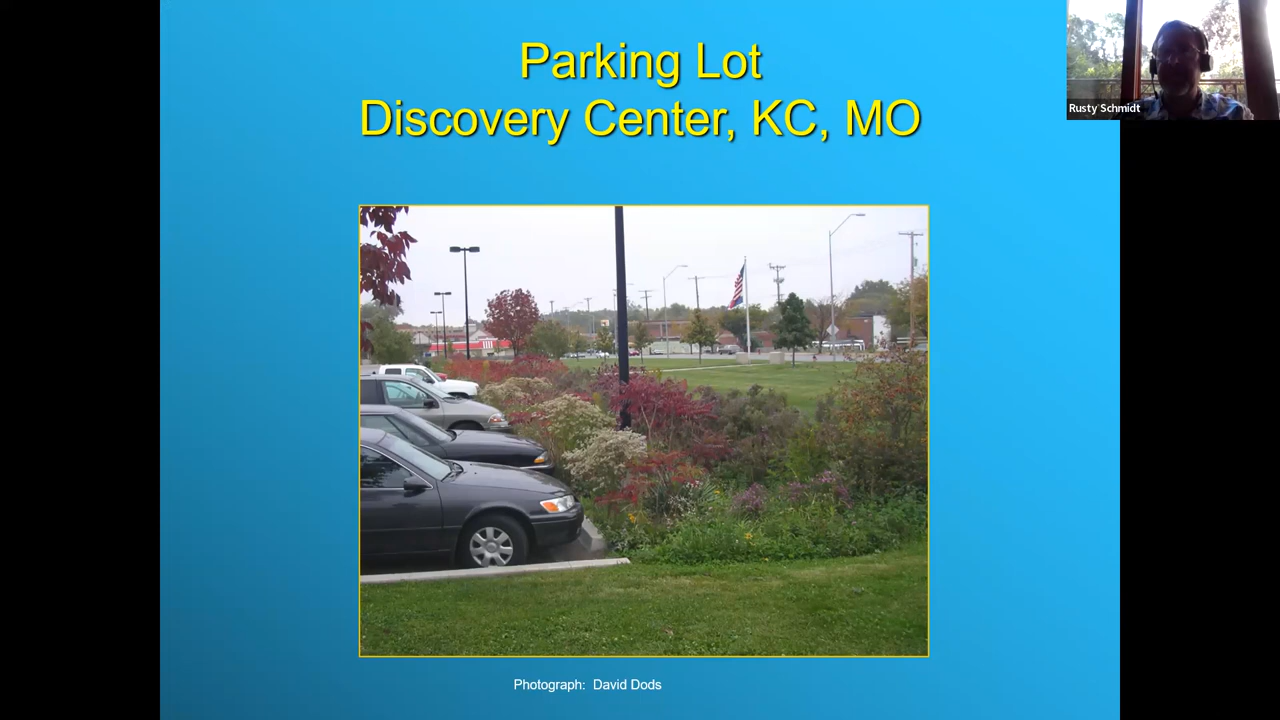 Parking Lot
Discovery Center, KC, MO
Rusty Schmidt
Photograph: David Dods